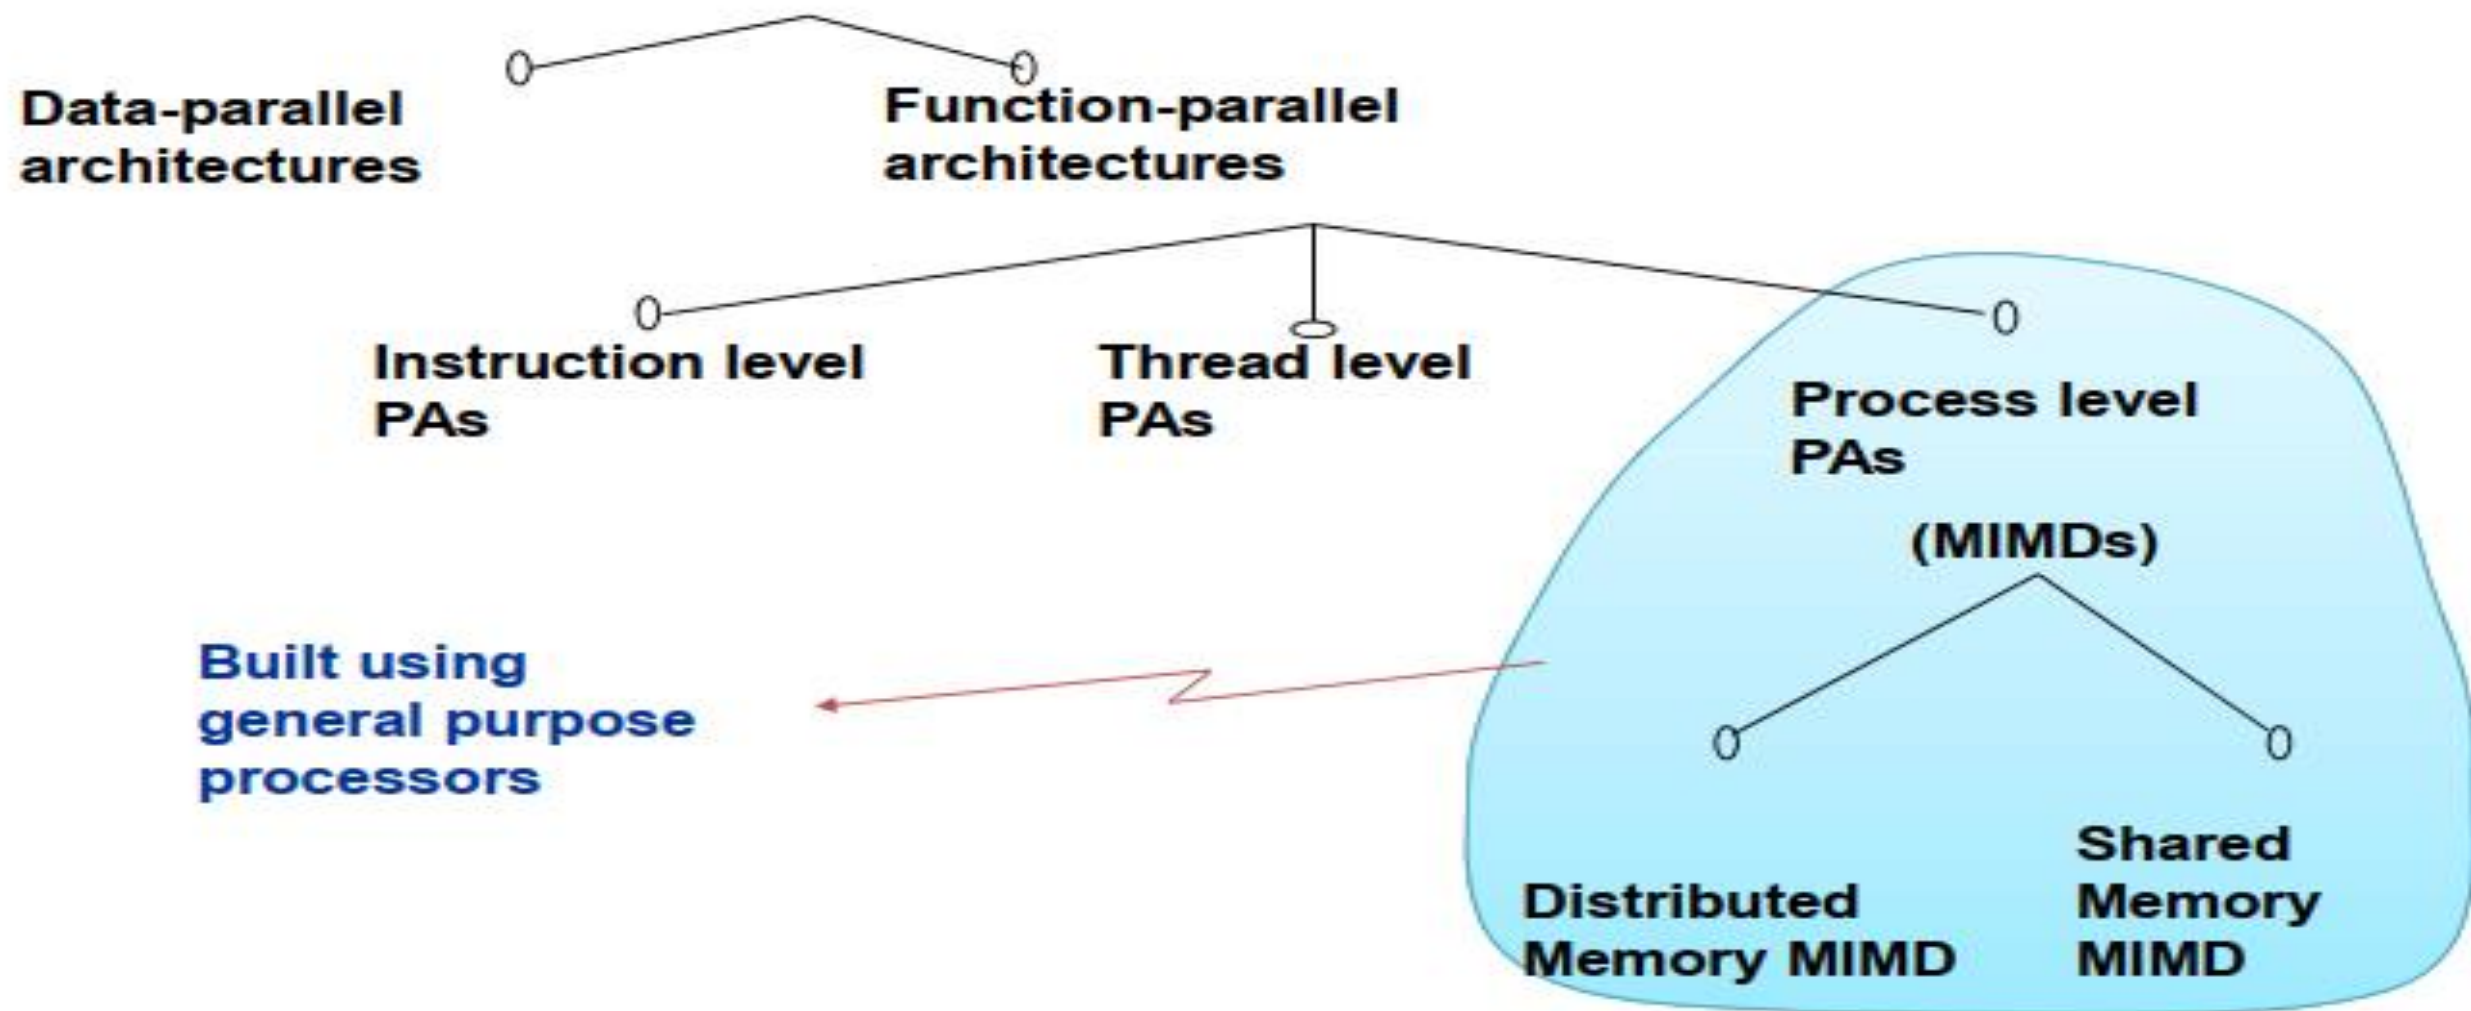 Data-parallel
architectures
Function-parallel
architectures
Instruction level
PAs
Thread level
PAs
Process level
PAs
(MIMDs)
Built using
general purpose
processors
Distributed
Memory MIMD
Shared
Memory
MIMD